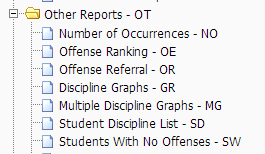 Other Reports - OT
Number of Occurrences - NO
Offense Ranking - OE
Offense Referral - OR
Discipline Graphs - GR
Multiple Discipline Graphs - MG
Student Discipline List - SD
Students With No Offenses - SW